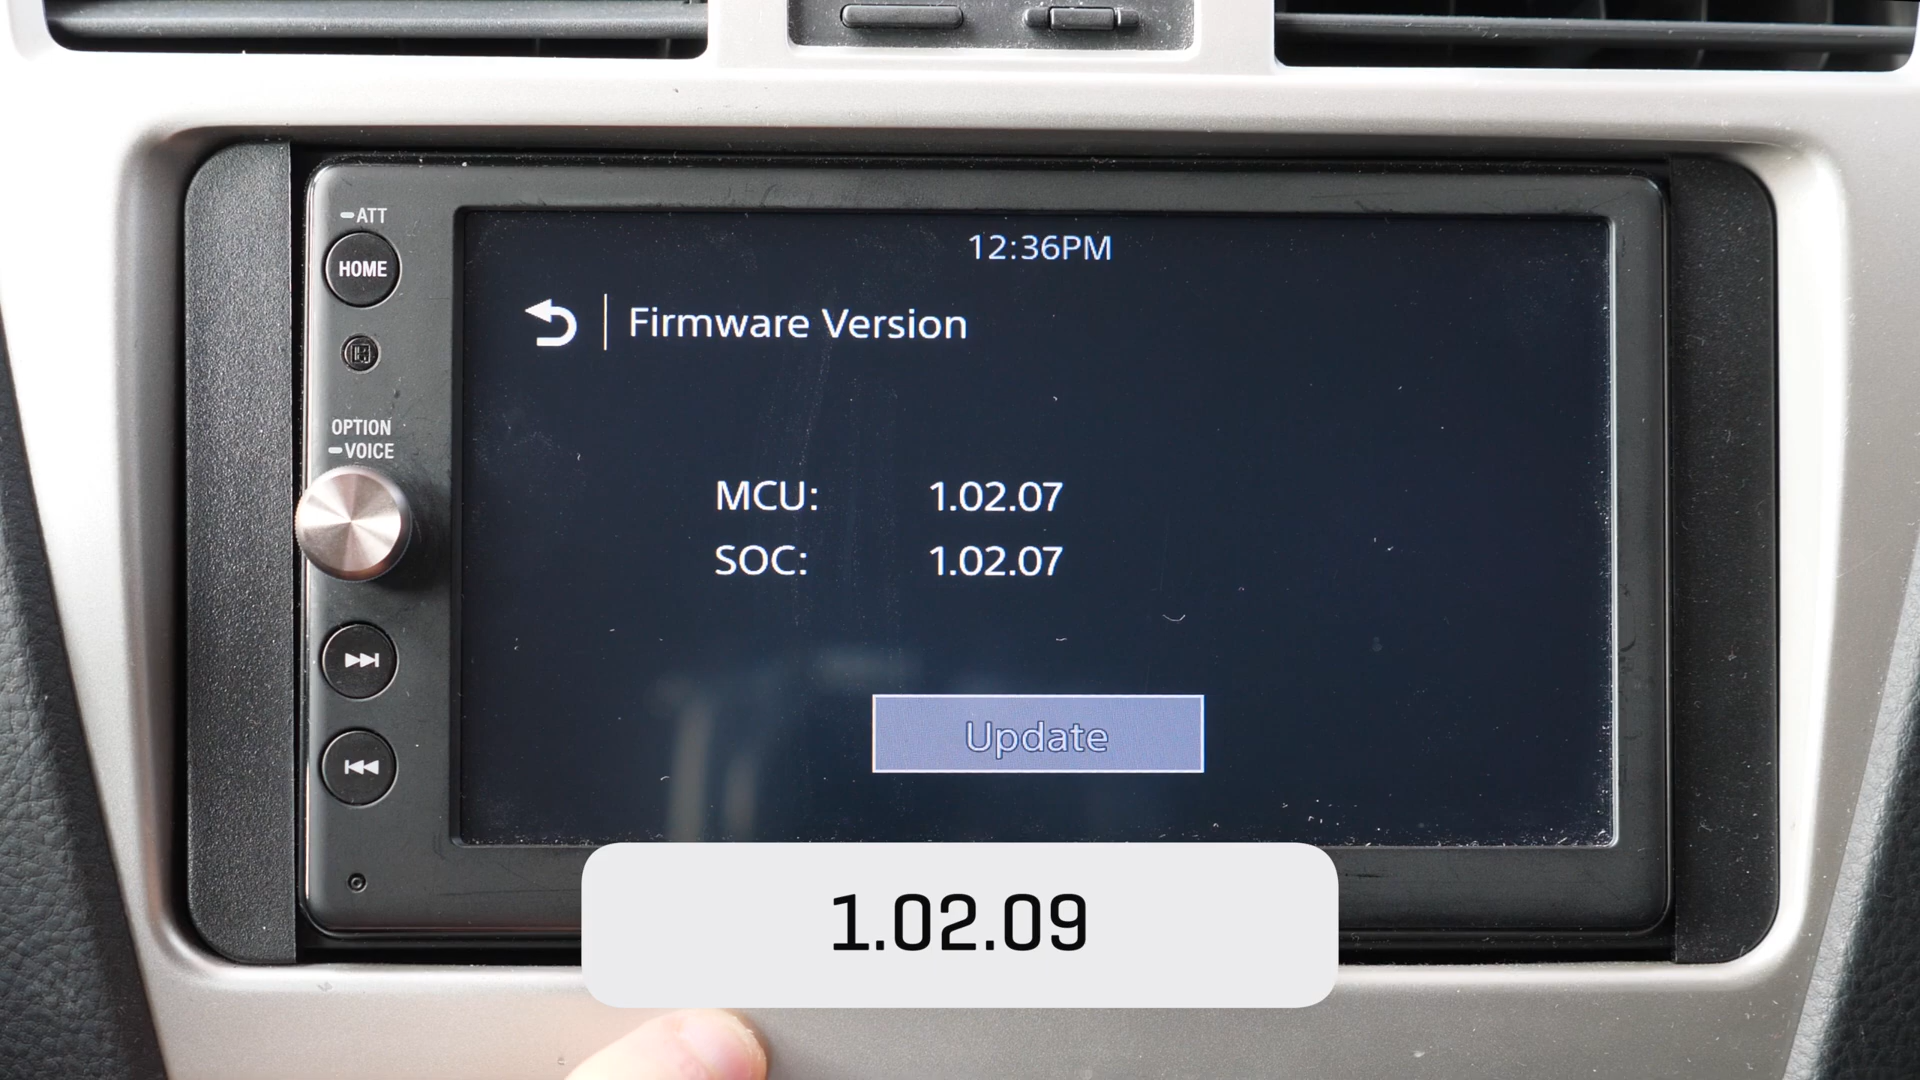 ATT
HOME
OPTION
VOICE
12:36PM
Firmware Version
MCU: 1.02.07
SOC: 1.02.07
Update
1.02.09